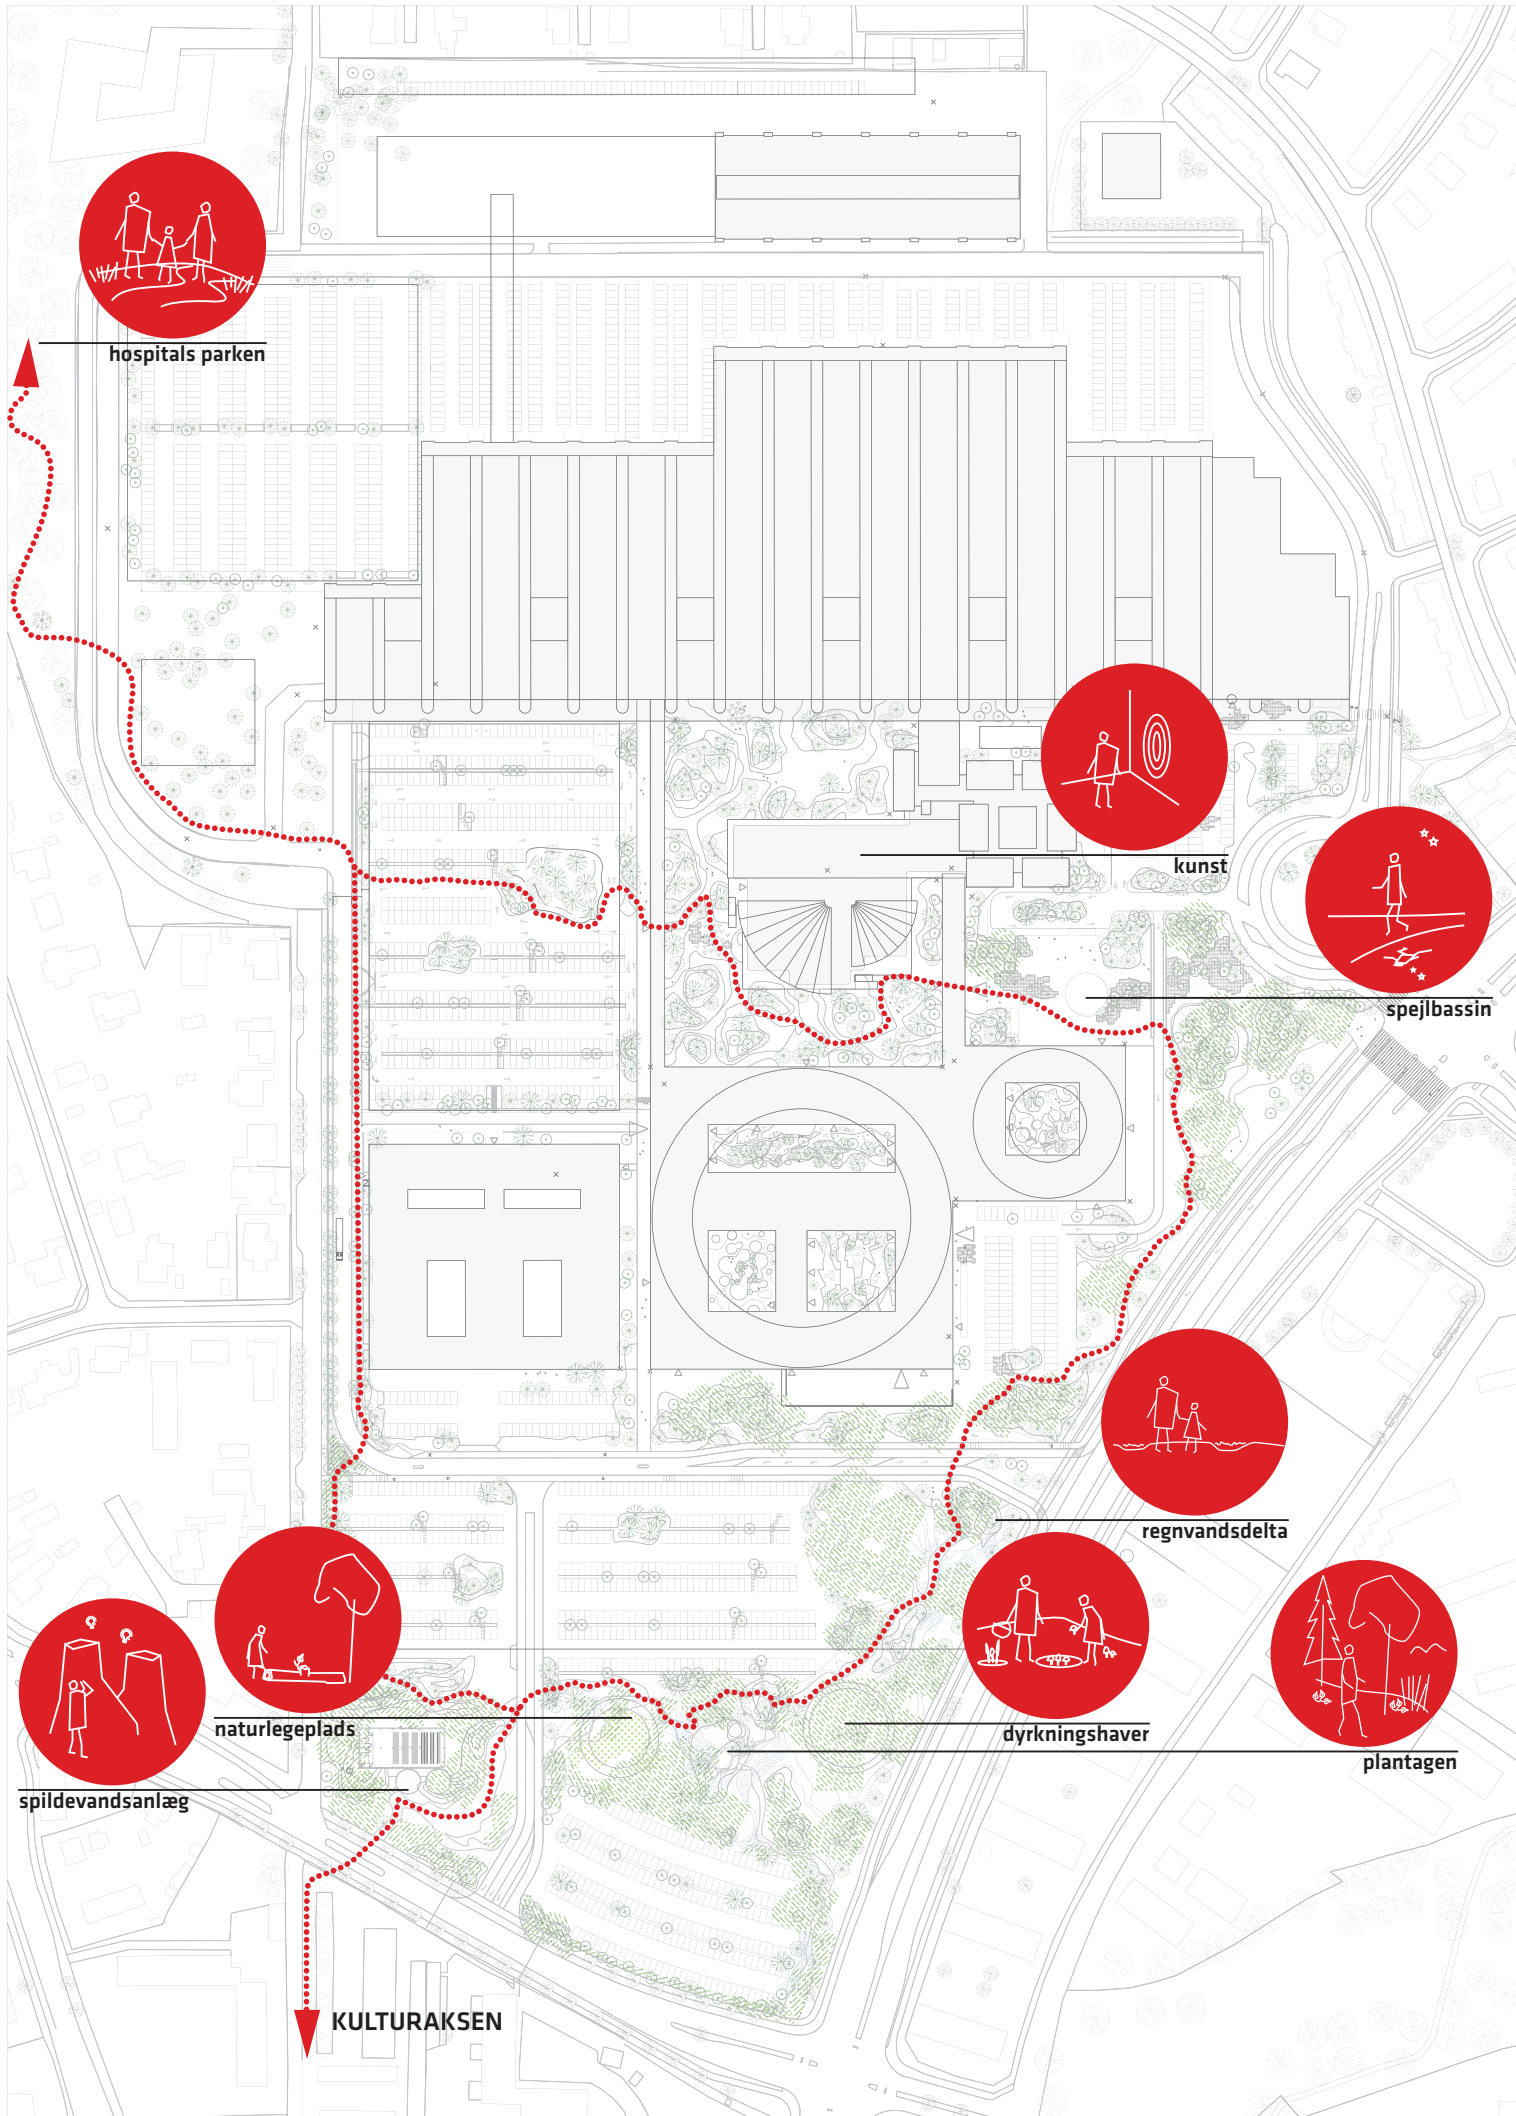 hospitals parken
kunst
spejlbassin
regnvandsdelta
naturlegeplads
dyrkningshaver
plantagen
spildevandsanlæg
KULTURAKSEN